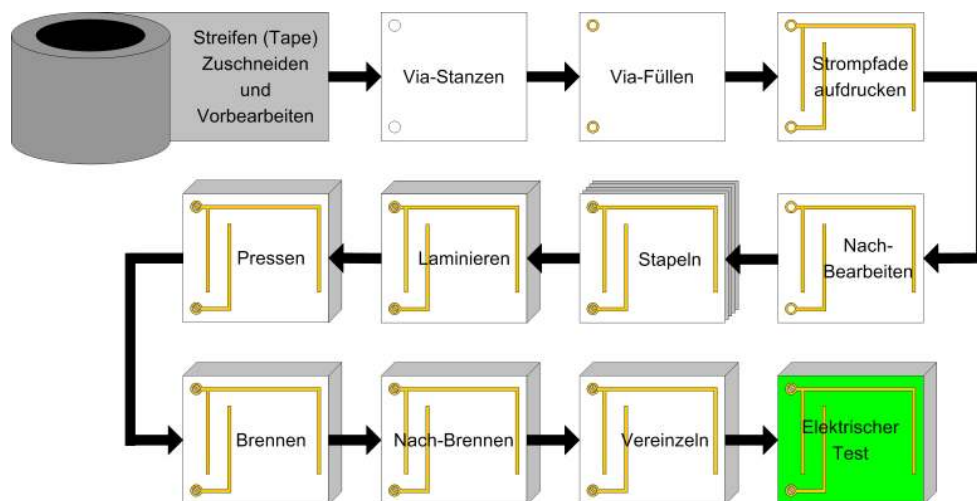 Streifen (Tape)
Zuschneiden
und
Vorbearbeiten
Via-Stanzen
Via-Füllen
Strompfade
aufdrucken
Nach-
Bearbeiten
Stapeln
Laminieren
Pressen
Brennen
Nach-Brennen
Vereinzeln
Elektrischer
Test